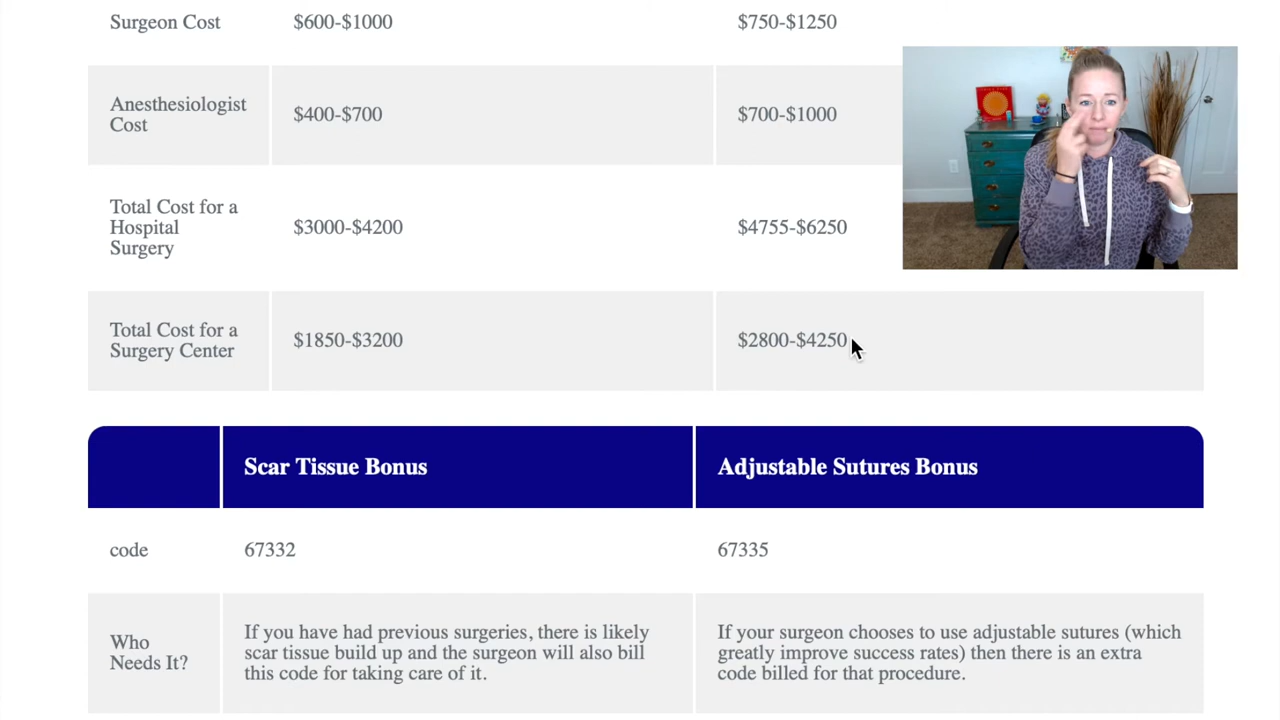 Surgeon Cost $600-$1000 $750-$1250
Anesthesiologist
Cost
$400-$700 $700-$1000
Total Cost for a
Hospital
Surgery
$3000-$4200 $4755-$6250
Total Cost for a
Surgery Center
$1850-$3200 $2800-$4250
Scar Tissue Bonus Adjustable Sutures Bonus
code 67332 67335
Who
Needs It?
If you have had previous surgeries, there is likely
scar tissue build up and the surgeon will also bill
this code for taking care of it.
If your surgeon chooses to use adjustable sutures (which
greatly improve success rates) then there is an extra
code billed for that procedure.